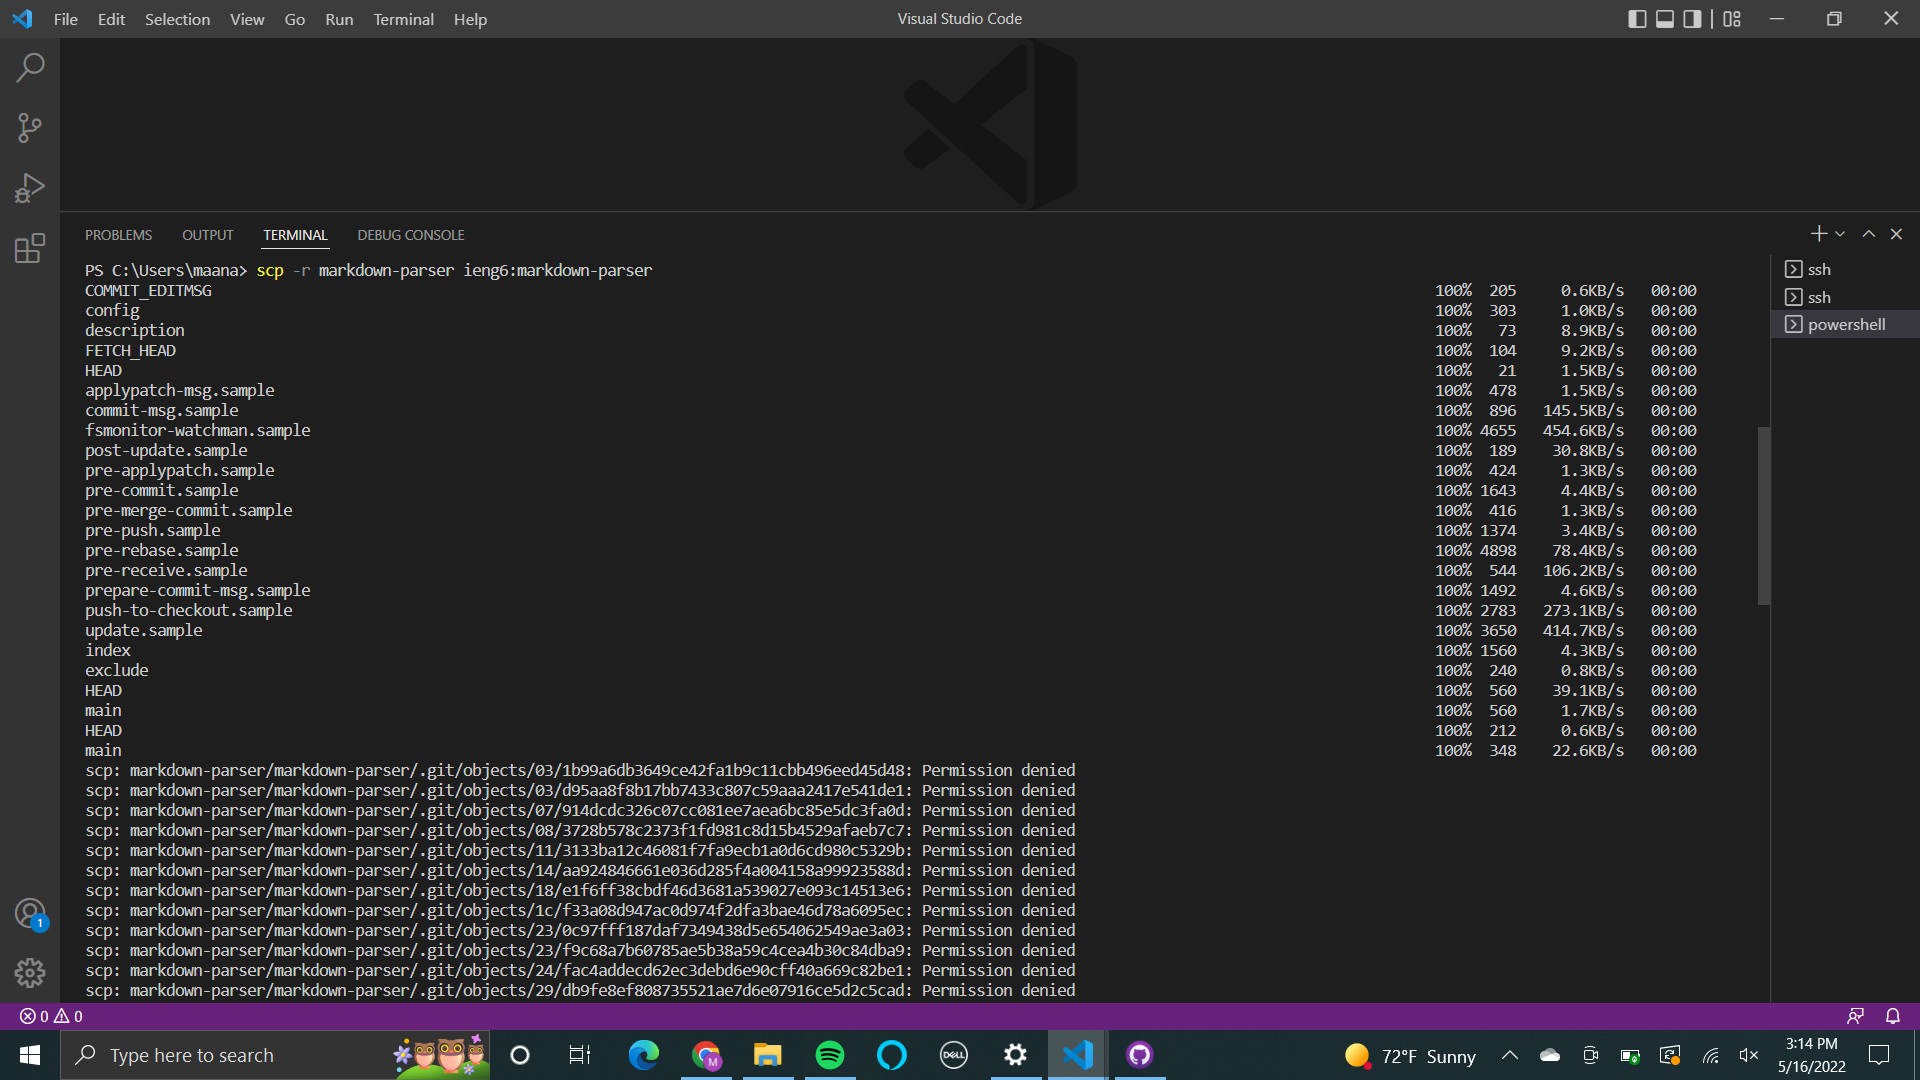 File Edit Selection View Go Run Terminal Help
Visual Studio Code
PROBLEMS OUTPUT TERMINAL DEBUG CONSOLE
PS C:\Users\maana> scp -r markdown-parser ieng6:markdown-parser
COMMIT_EDITMSG 100% 205 0.6KB/s 00:00
config 100% 303 1.0KB/s 00:00
description 100% 73 8.9KB/s 00:00
FETCH_HEAD 100% 104 9.2KB/s 00:00
HEAD 100% 21 1.5KB/s 00:00
applypatch-msg.sample 100% 478 1.5KB/s 00:00
commit-msg.sample 100% 896 145.5KB/s 00:00
fsmonitor-watchman.sample 100% 4655 454.6KB/s 00:00
post-update.sample 100% 189 30.8KB/s 00:00
pre-applypatch.sample 100% 424 1.3KB/s 00:00
pre-commit.sample 100% 1643 4.4KB/s 00:00
pre-merge-commit.sample 100% 416 1.3KB/s 00:00
pre-push.sample 100% 1374 3.4KB/s 00:00
pre-rebase.sample 100% 4898 78.4KB/s 00:00
pre-receive.sample 100% 544 106.2KB/s 00:00
prepare-commit-msg.sample 100% 1492 4.6KB/s 00:00
push-to-checkout.sample 100% 2783 273.1KB/s 00:00
update.sample 100% 3650 414.7KB/s 00:00
index 100% 1560 4.3KB/s 00:00
exclude 100% 240 0.8KB/s 00:00
HEAD 100% 560 39.1KB/s 00:00
main 100% 560 1.7KB/s 00:00
HEAD 100% 212 0.6KB/s 00:00
main 100% 348 22.6KB/s 00:00
scp: markdown-parser/markdown-parser/.git/objects/03/1b99a6db3649ce42fa1b9c11cbb496eed45d48: Permission denied
scp: markdown-parser/markdown-parser/.git/objects/03/d95aa8f8b17bb7433c807c59aaa2417e541de1: Permission denied
scp: markdown-parser/markdown-parser/.git/objects/07/914dcdc326c07cc081ee7aea6bc85e5dc3fa0d: Permission denied
scp: markdown-parser/markdown-parser/.git/objects/08/3728b578c2373f1fd981c8d15b4529afaeb7c7: Permission denied
scp: markdown-parser/markdown-parser/.git/objects/11/3133ba12c46081f7fa9ecb1a0d6cd980c5329b: Permission denied
scp: markdown-parser/markdown-parser/.git/objects/14/aa924846661e036d285f4a004158a99923588d: Permission denied
scp: markdown-parser/markdown-parser/.git/objects/18/e1f6ff38cbdf46d3681a539027e093c14513e6: Permission denied
scp: markdown-parser/markdown-parser/.git/objects/1c/f33a08d947ac0d974f2dfa3bae46d78a6095ec: Permission denied
scp: markdown-parser/markdown-parser/.git/objects/23/0c97fff187daf7349438d5e654062549ae3a03: Permission denied
scp: markdown-parser/markdown-parser/.git/objects/23/f9c68a7b60785ae5b38a59c4cea4b30c84dba9: Permission denied
scp: markdown-parser/markdown-parser/.git/objects/24/fac4addecd62ec3debd6e90cff40a669c82be1: Permission denied
scp: markdown-parser/markdown-parser/.git/objects/29/db9fe8ef808735521ae7d6e07916ce5d2c5cad: Permission denied
ssh
ssh
powershell
1
0 0
Type here to search
M
DELL
72°F Sunny
3:14 PM
5/16/2022